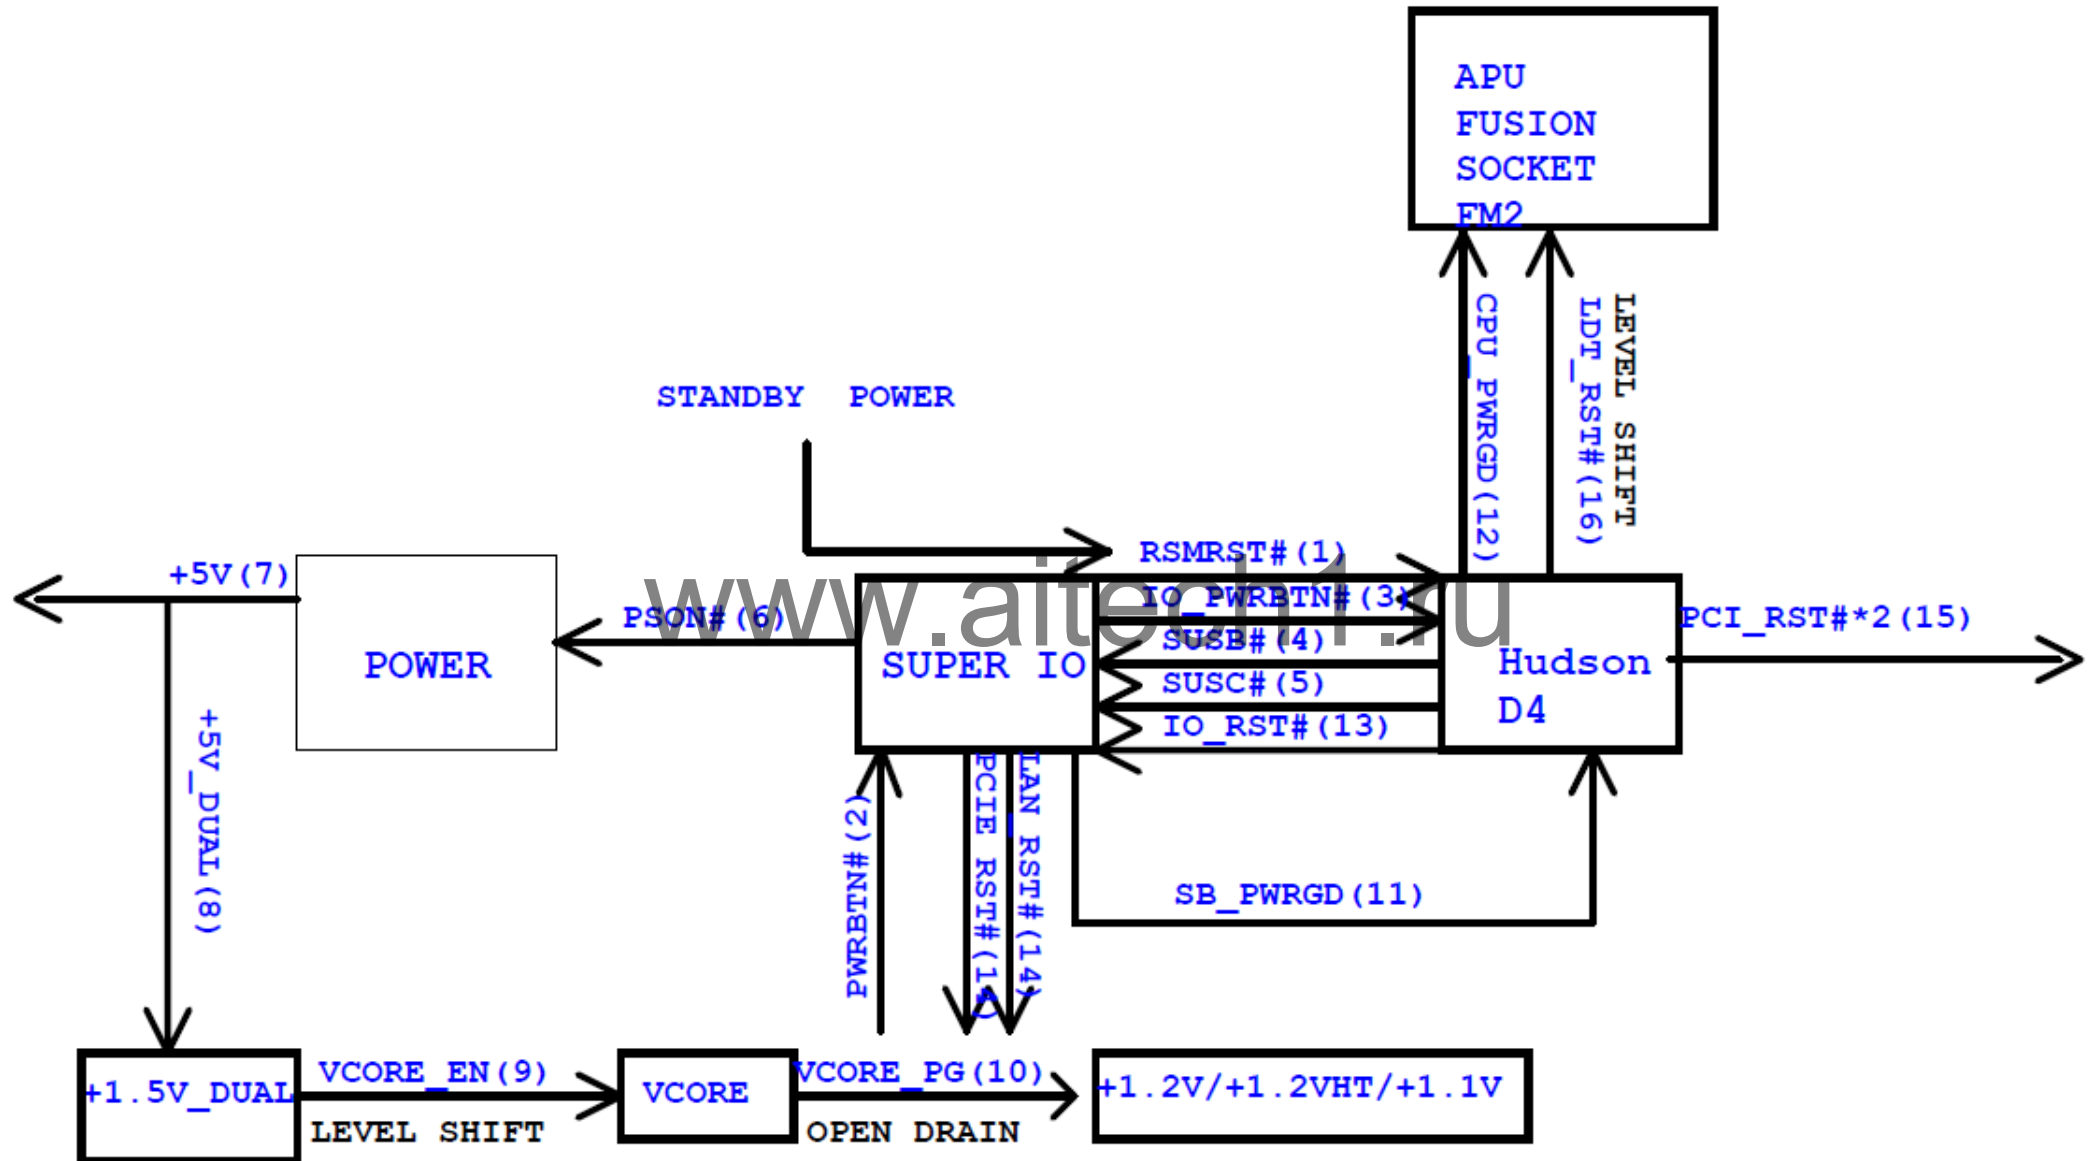 APU
FUSION
SOCKET
FM2
CPU_PWRGD(12)
LDT_RST#(16)
LEVEL SHIFT
STANDBY POWER
RSMRST#(1)
+5V(7)
IO_PWRBTN#(3)
PSON#(6)
SUSB#(4)
PCI_RST#*2(15)
www.aitech1.ru
POWER
SUPER IO
Hudson
D4
SUSC#(5)
IO_RST#(13)
+5V_DUAL(8)
PWRBTN#(2)
PCIE RST#
LAN_RST#(14)
SB_PWRGD(11)
+1.5V_DUAL
VCORE_EN(9)
LEVEL SHIFT
VCORE
VCORE_PG(10)
OPEN DRAIN
+1.2V/+1.2VHT/+1.1V